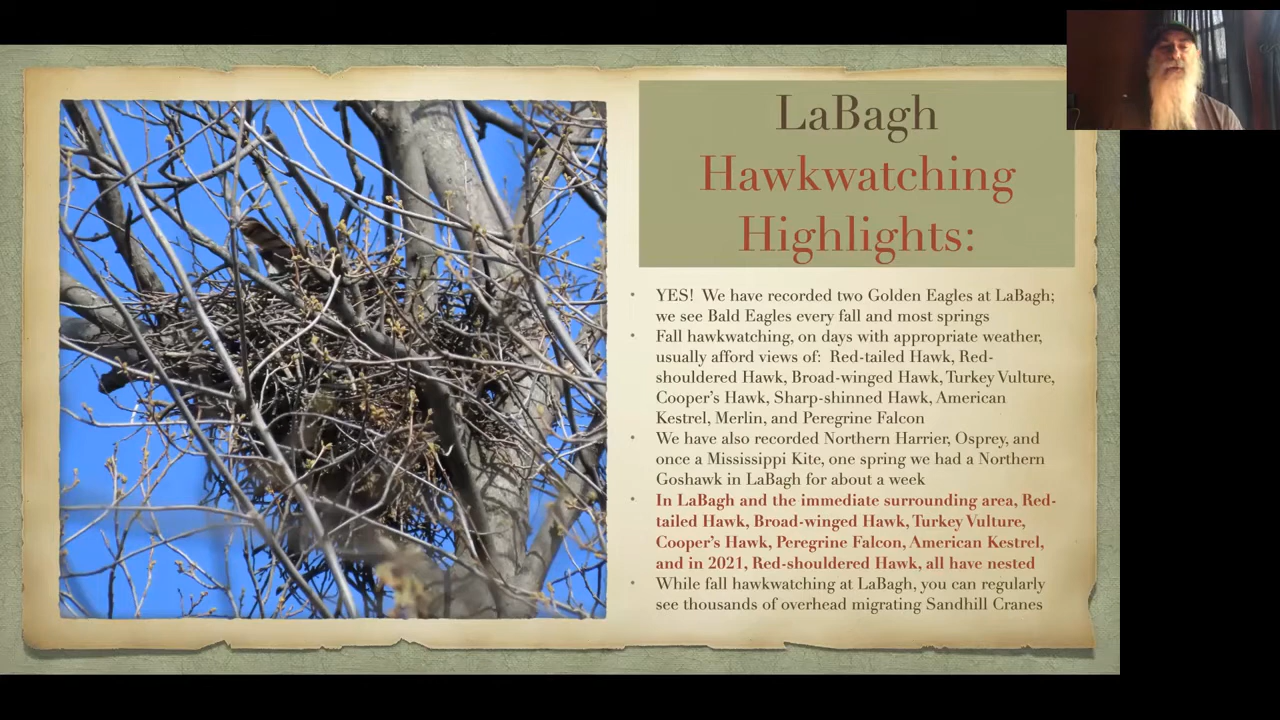 LaBagh
Hawkwatching
Highlights:
• YES! We have recorded two Golden Eagles at LaBagh;
we see Bald Eagles every fall and most springs
• Fall hawkwatching, on days with appropriate weather,
usually afford views of: Red-tailed Hawk, Red-
shouldered Hawk, Broad-winged Hawk, Turkey Vulture,
Cooper's Hawk, Sharp-shinned Hawk, American
Kestrel, Merlin, and Peregrine Falcon
• We have also recorded Northern Harrier, Osprey, and
once a Mississippi Kite, one spring we had a Northern
Goshawk in LaBagh for about a week
• In LaBagh and the immediate surrounding area, Red-
tailed Hawk, Broad-winged Hawk, Turkey Vulture,
Cooper's Hawk, Peregrine Falcon, American Kestrel,
and in 2021, Red-shouldered Hawk, all have nested
• While fall hawkwatching at LaBagh, you can regularly
see thousands of overhead migrating Sandhill Cranes